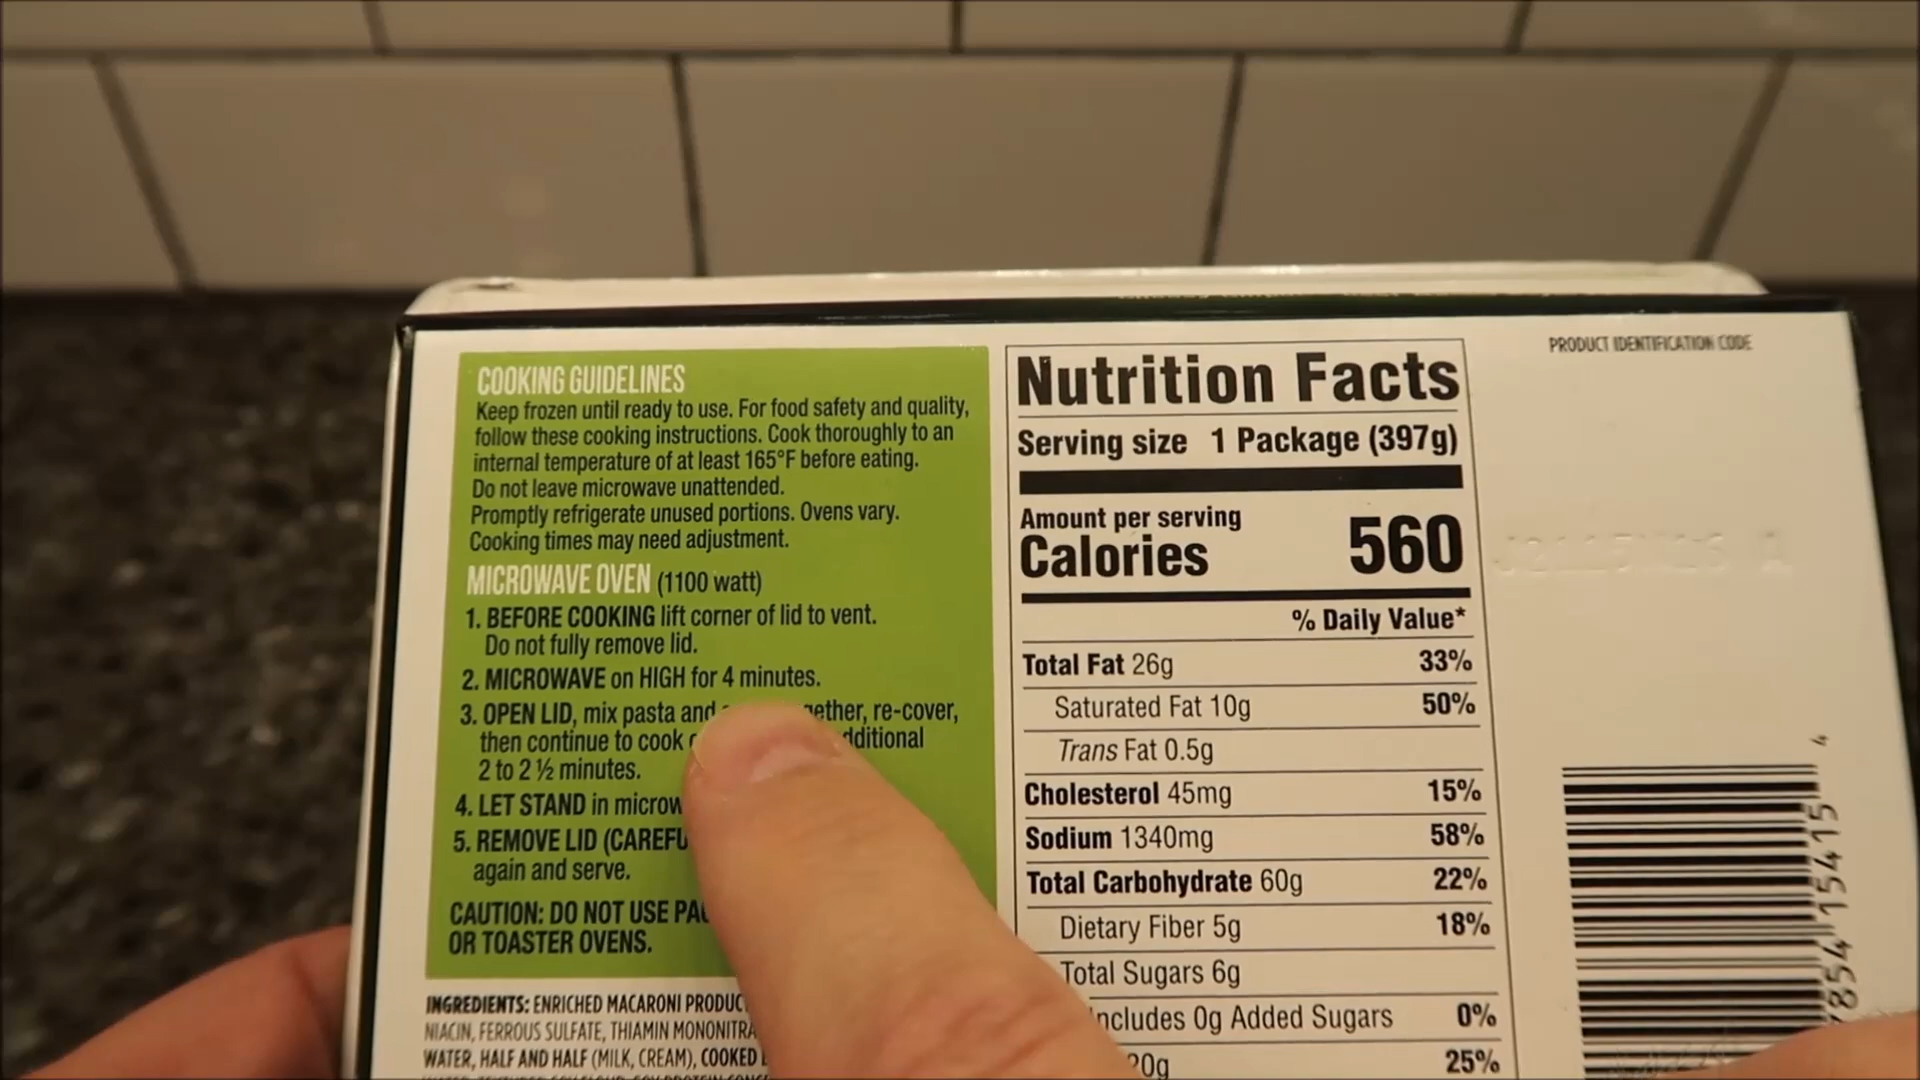 COOKING GUIDELINES
Keep frozen until ready to use. For food safety and quality,
follow these cooking instructions. Cook thoroughly to an
internal temperature of at least 165°F before eating.
Do not leave microwave unattended.
Promptly refrigerate unused portions. Ovens vary.
Cooking times may need adjustment.
MICROWAVE OVEN (1100 watt)
1. BEFORE COOKING lift corner of lid to vent.
Do not fully remove lid.
2. MICROWAVE on HIGH for 4 minutes.
3. OPEN LID, mix pasta and re-cover,
then continue to cook
2 to 2 ½ minutes.
4. LET STAND in
5. REMOVE LID
again and serve.
CAUTION: DO NOT USE
OR TOASTER OVENS.
INGREDIENTS: ENRICHED MACARONI
NIACIN, FERROUS SULFATE, THIAMIN
WATER, HALF AND HALF (MILK, CREAM), COOKED
Nutrition Facts
Serving size 1 Package (397g)
Amount per serving
Calories 560
% Daily Value*
Total Fat 26g 33%
Saturated Fat 10g 50%
Trans Fat 0.5g
Cholesterol 45mg 15%
Sodium 1340mg 58%
Total Carbohydrate 60g 22%
Dietary Fiber 5g 18%
Total Sugars 6g
Includes 0g Added Sugars 0%
20g 25%
PRODUCT IDENTIFICATION CODE
7854 15415 4